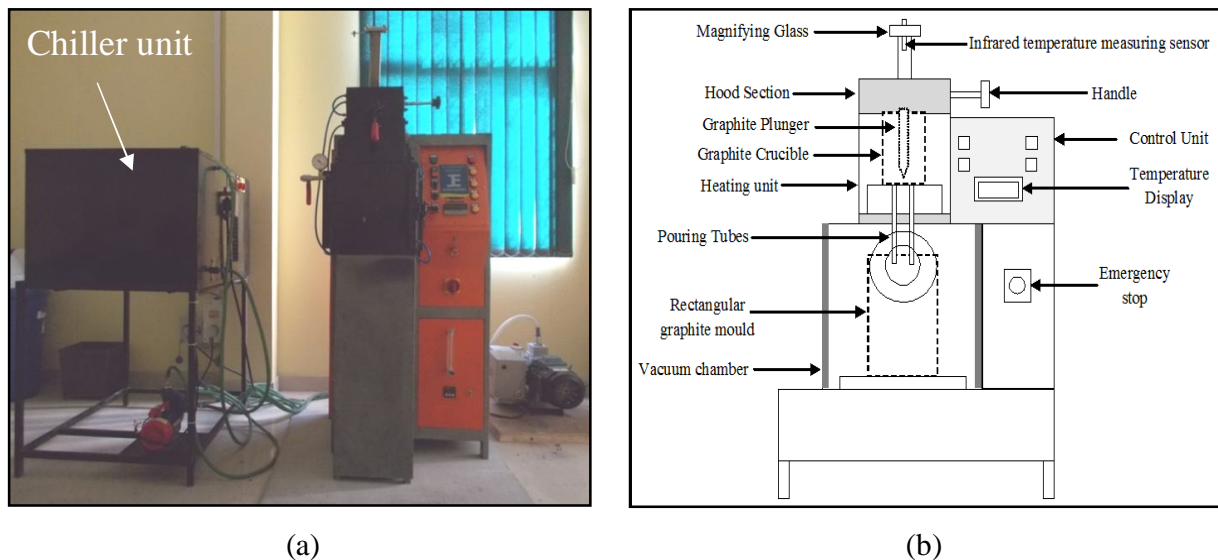 Chiller unit
(a)
Magnifying Glass
Infrared temperature measuring sensor
Hood Section
Handle
Graphite Plunger
Graphite Crucible
Control Unit
Heating unit
Temperature
Display
Pouring Tubes
Emergency
stop
Rectangular
graphite mould
Vacuum chamber
(b)